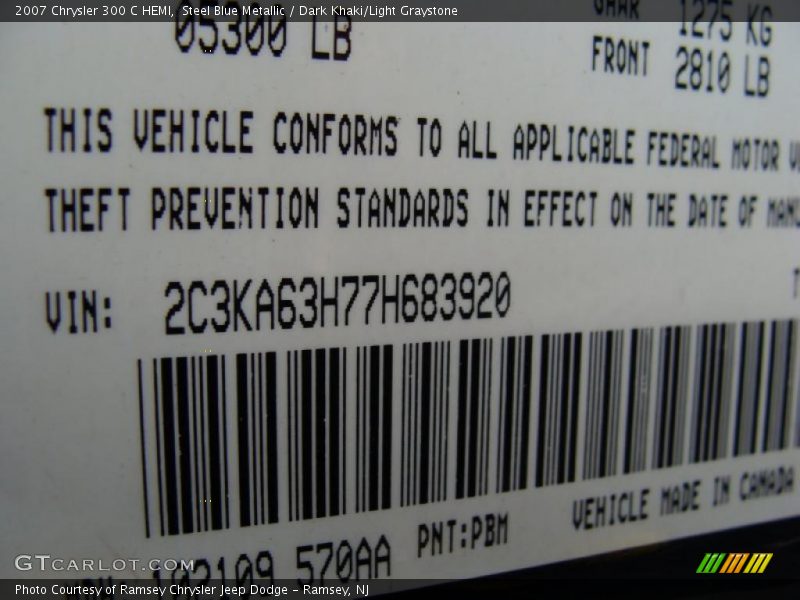 2007 Chrysler 300 C HEMI, Steel Blue Metallic / Dark Khaki/Light Graystone
05300 LB
1275 KG
FRONT 2810 LB
THIS VEHICLE CONFORMS TO ALL APPLICABLE FEDERAL MOTOR
THEFT PREVENTION STANDARDS IN EFFECT ON THE DATE OF
VIN: 2C3KA63H77H683920
VEHICLE MADE IN CANADA
102109 570AA PNT:PBM
GTCARLOT.COM
Photo Courtesy of Ramsey Chrysler Jeep Dodge – Ramsey, NJ